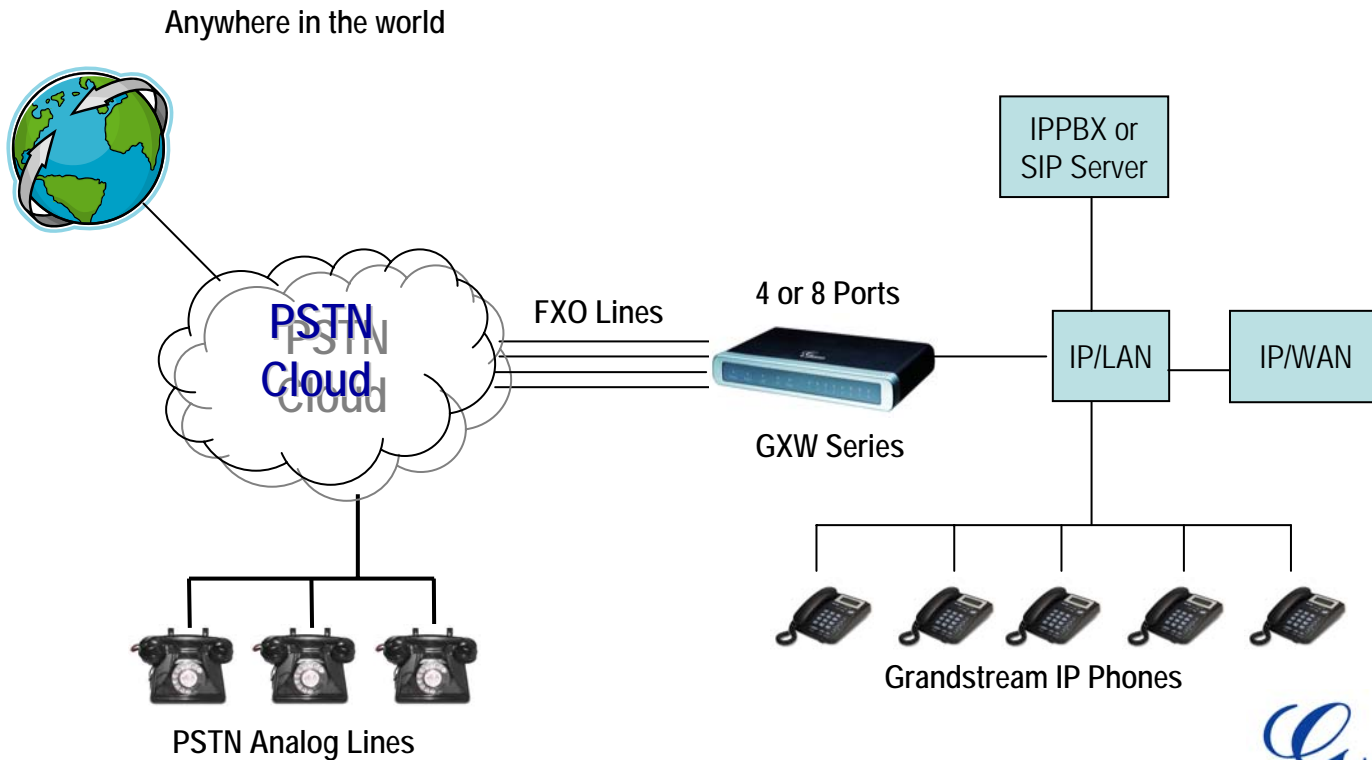 Anywhere in the world
IPPBX or
SIP Server
4 or 8 Ports
FXO Lines
PSTN
Cloud
IP/LAN
IP/WAN
GXW Series
Grandstream IP Phones
PSTN Analog Lines